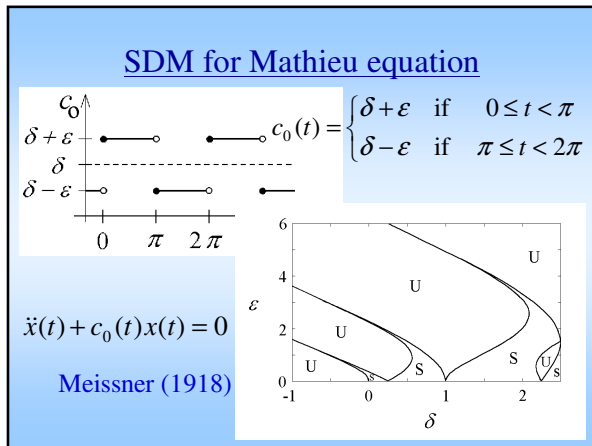 SDM for Mathieu equation
c₀
δ + ε
δ
δ − ε
0 π 2π
c₀(t) = { δ + ε if 0 ≤ t < π
δ − ε if π ≤ t < 2π
ẍ(t) + c₀(t)x(t) = 0
Meissner (1918)
6
4
ε
2
0
U
U
U
U
S
S
U
s
s
-1 0 1 2
δ